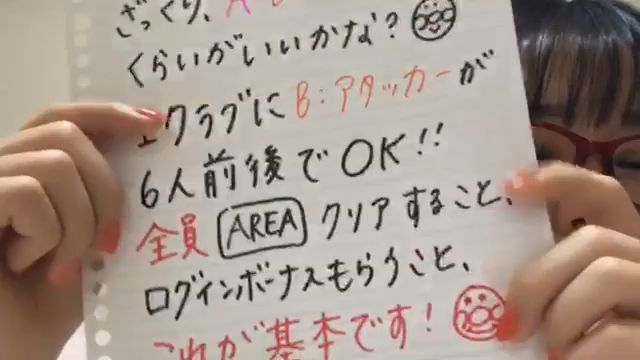 ざっくり、A
くらいがいいかな?
1クラブにB:アタッカーが
6人前後でOK!!
全員AREAクリアすること、
ログインボーナスもらうこと、
これが基本です!